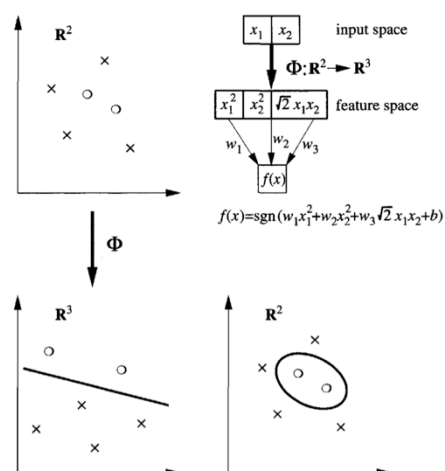 R²
x₁ x₂ input space
Φ: R² → R³
x₁² x₂² √2 x₁x₂ feature space
w₁ w₂ w₃
f(x)
f(x)=sgn(w₁x₁²+w₂x₂²+w₃√2 x₁x₂+b)
Φ
R³
R²